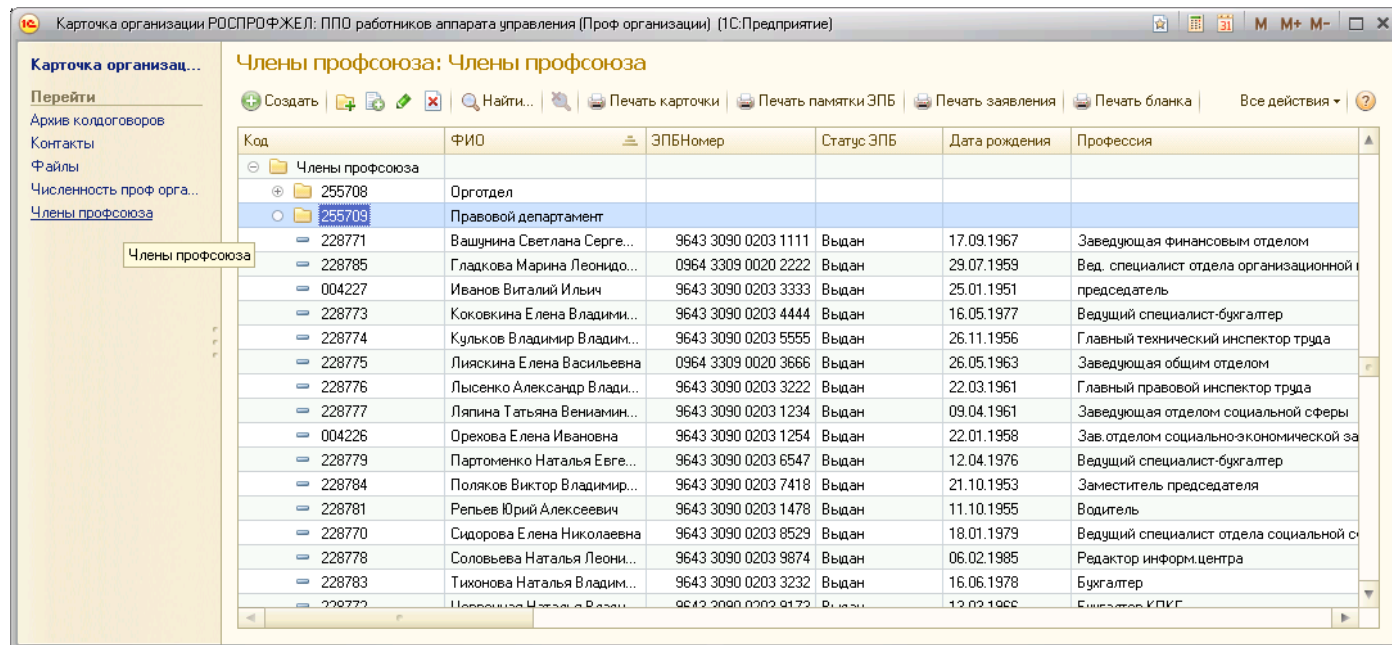 Карточка организации РОСПРОФЖЕЛ: ППО работников аппарата управления (Проф организации) (1С:Предприятие) 31 M M+ M-
Карточка организац...
Перейти
Архив колдоговоров
Контакты
Файлы
Численность проф орга...
Члены профсоюза
Члены профсоюза
Члены профсоюза: Члены профсоюза
Создать Найти... Печать карточки Печать памятки ЭПБ Печать заявления Печать бланка Все действия
Код ФИО ЭПБНомер Статус ЭПБ Дата рождения Профессия
Члены профсоюза
255708 Орготдел
255709 Правовой департамент
228771 Вашунина Светлана Серге... 9643 3090 0203 1111 Выдан 17.09.1967 Заведующая финансовым отделом
228785 Гладкова Марина Леонидо... 0964 3309 0020 2222 Выдан 29.07.1959 Вед. специалист отдела организационной
004227 Иванов Виталий Ильич 9643 3090 0203 3333 Выдан 25.01.1951 председатель
228773 Коковкина Елена Владими... 9643 3090 0203 4444 Выдан 16.05.1977 Ведущий специалист-бухгалтер
228774 Кульков Владимир Владим... 9643 3090 0203 5555 Выдан 26.11.1956 Главный технический инспектор труда
228775 Лияскина Елена Васильевна 0964 3309 0020 3666 Выдан 26.05.1963 Заведующая общим отделом
228776 Лысенко Александр Влади... 9643 3090 0203 3222 Выдан 22.03.1961 Главный правовой инспектор труда
228777 Ляпина Татьяна Вениамин... 9643 3090 0203 1234 Выдан 09.04.1961 Заведующая отделом социальной сферы
004226 Орехова Елена Ивановна 9643 3090 0203 1254 Выдан 22.01.1958 Зав.отделом социально-экономической за
228779 Партоменко Наталья Евге... 9643 3090 0203 6547 Выдан 12.04.1976 Ведущий специалист-бухгалтер
228784 Поляков Виктор Владимир... 9643 3090 0203 7418 Выдан 21.10.1953 Заместитель председателя
228781 Репьев Юрий Алексеевич 9643 3090 0203 1478 Выдан 11.10.1955 Водитель
228770 Сидорова Елена Николаевна 9643 3090 0203 8529 Выдан 18.01.1979 Ведущий специалист отдела социальной
228778 Соловьева Наталья Леони... 9643 3090 0203 9874 Выдан 06.02.1985 Редактор информ.центра
228783 Тихонова Наталья Владим... 9643 3090 0203 3232 Выдан 16.06.1978 Бухгалтер
228772 9643 3090 0203 9173 Выдан 13.03.1966